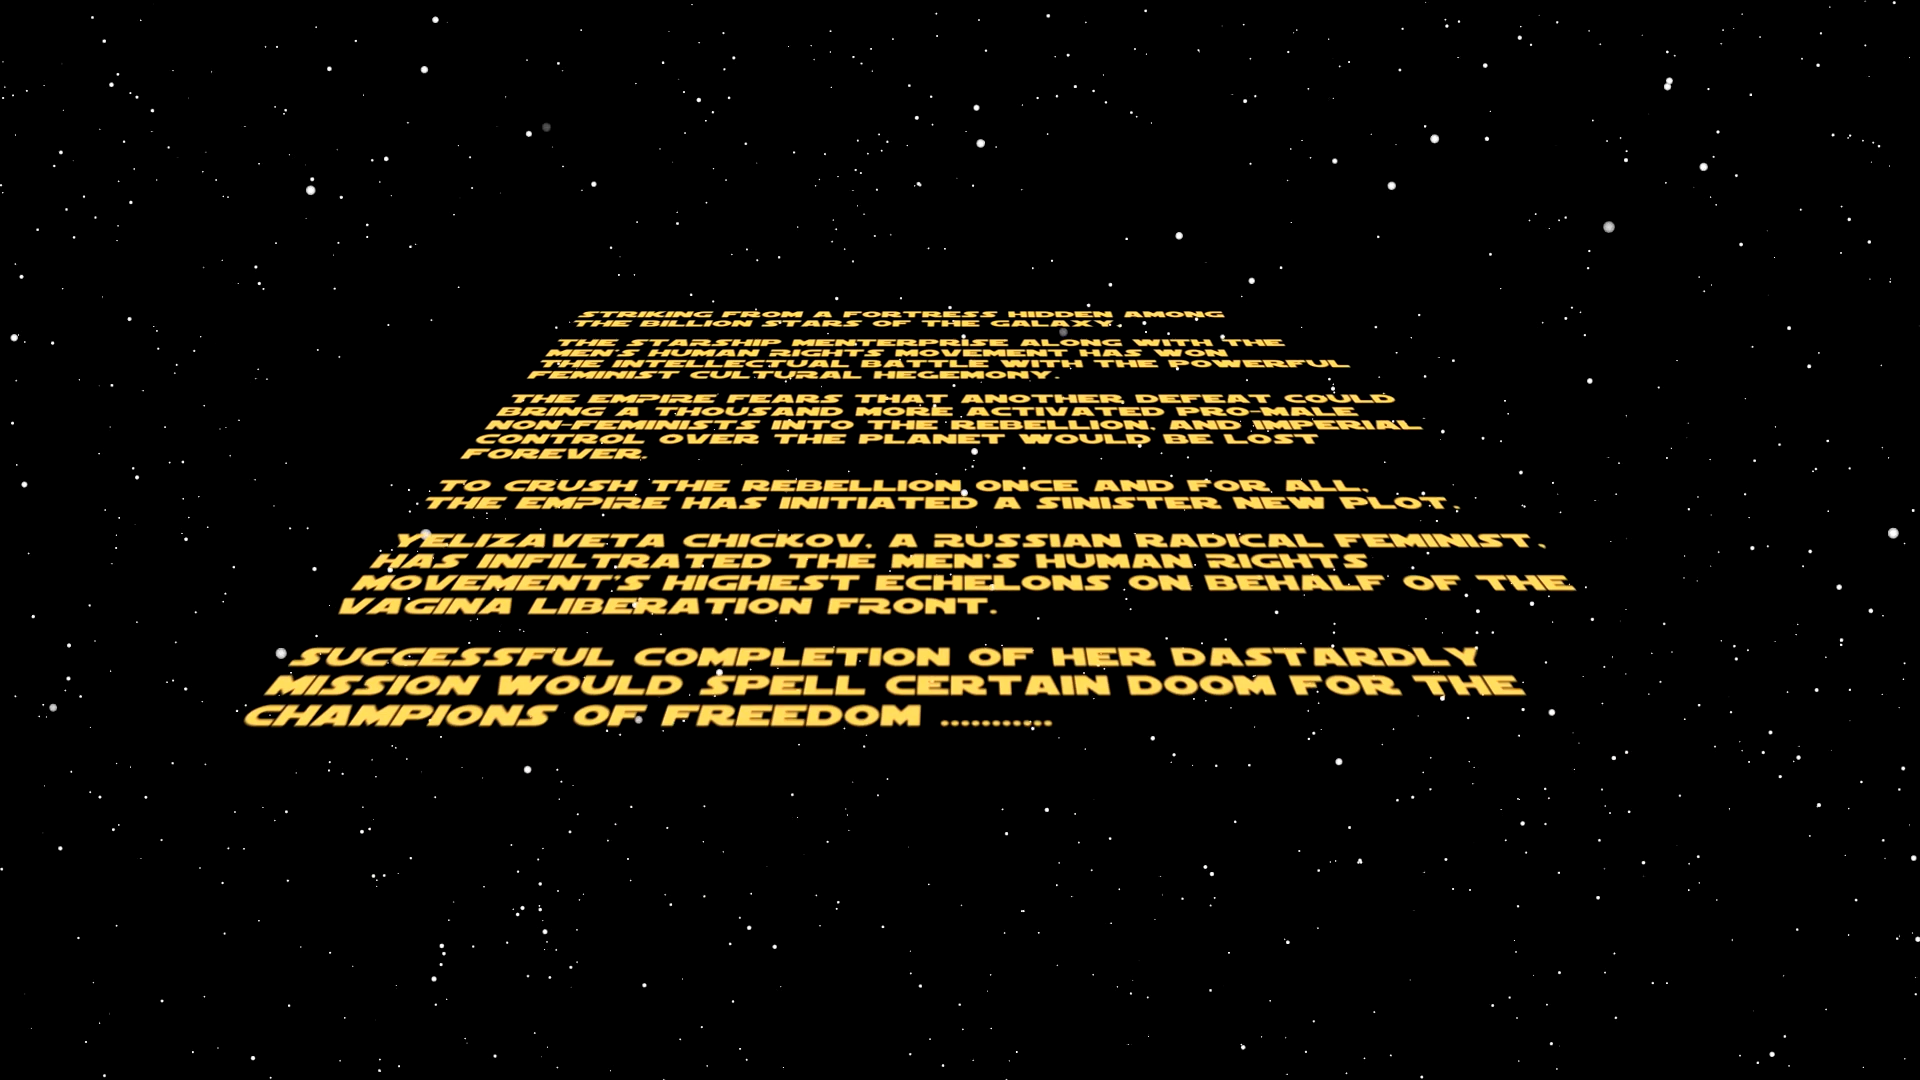 STRIKING FROM A FORTRESS HIDDEN AMONG
THE BILLION STARS OF THE GALAXY.
THE STARSHIP MENTERPRISE ALONG WITH THE
MEN'S HUMAN RIGHTS MOVEMENT HAS WON
THE INTELLECTUAL BATTLE WITH THE POWERFUL
FEMINIST CULTURAL HEGEMONY.
THE EMPIRE FEARS THAT ANOTHER DEFEAT COULD
BRING A THOUSAND MORE ACTIVATED PRO-MALE
NON-FEMINISTS INTO THE REBELLION, AND IMPERIAL
CONTROL OVER THE PLANET WOULD BE LOST
FOREVER.
TO CRUSH THE REBELLION ONCE AND FOR ALL,
THE EMPIRE HAS INITIATED A SINISTER NEW PLOT.
YELIZAVETA CHICKOV, A RUSSIAN RADICAL FEMINIST,
HAS INFILTRATED THE MEN'S HUMAN RIGHTS
MOVEMENT'S HIGHEST ECHELONS ON BEHALF OF THE
VAGINA LIBERATION FRONT.
SUCCESSFUL COMPLETION OF HER DASTARDLY
MISSION WOULD SPELL CERTAIN DOOM FOR THE
CHAMPIONS OF FREEDOM ..........